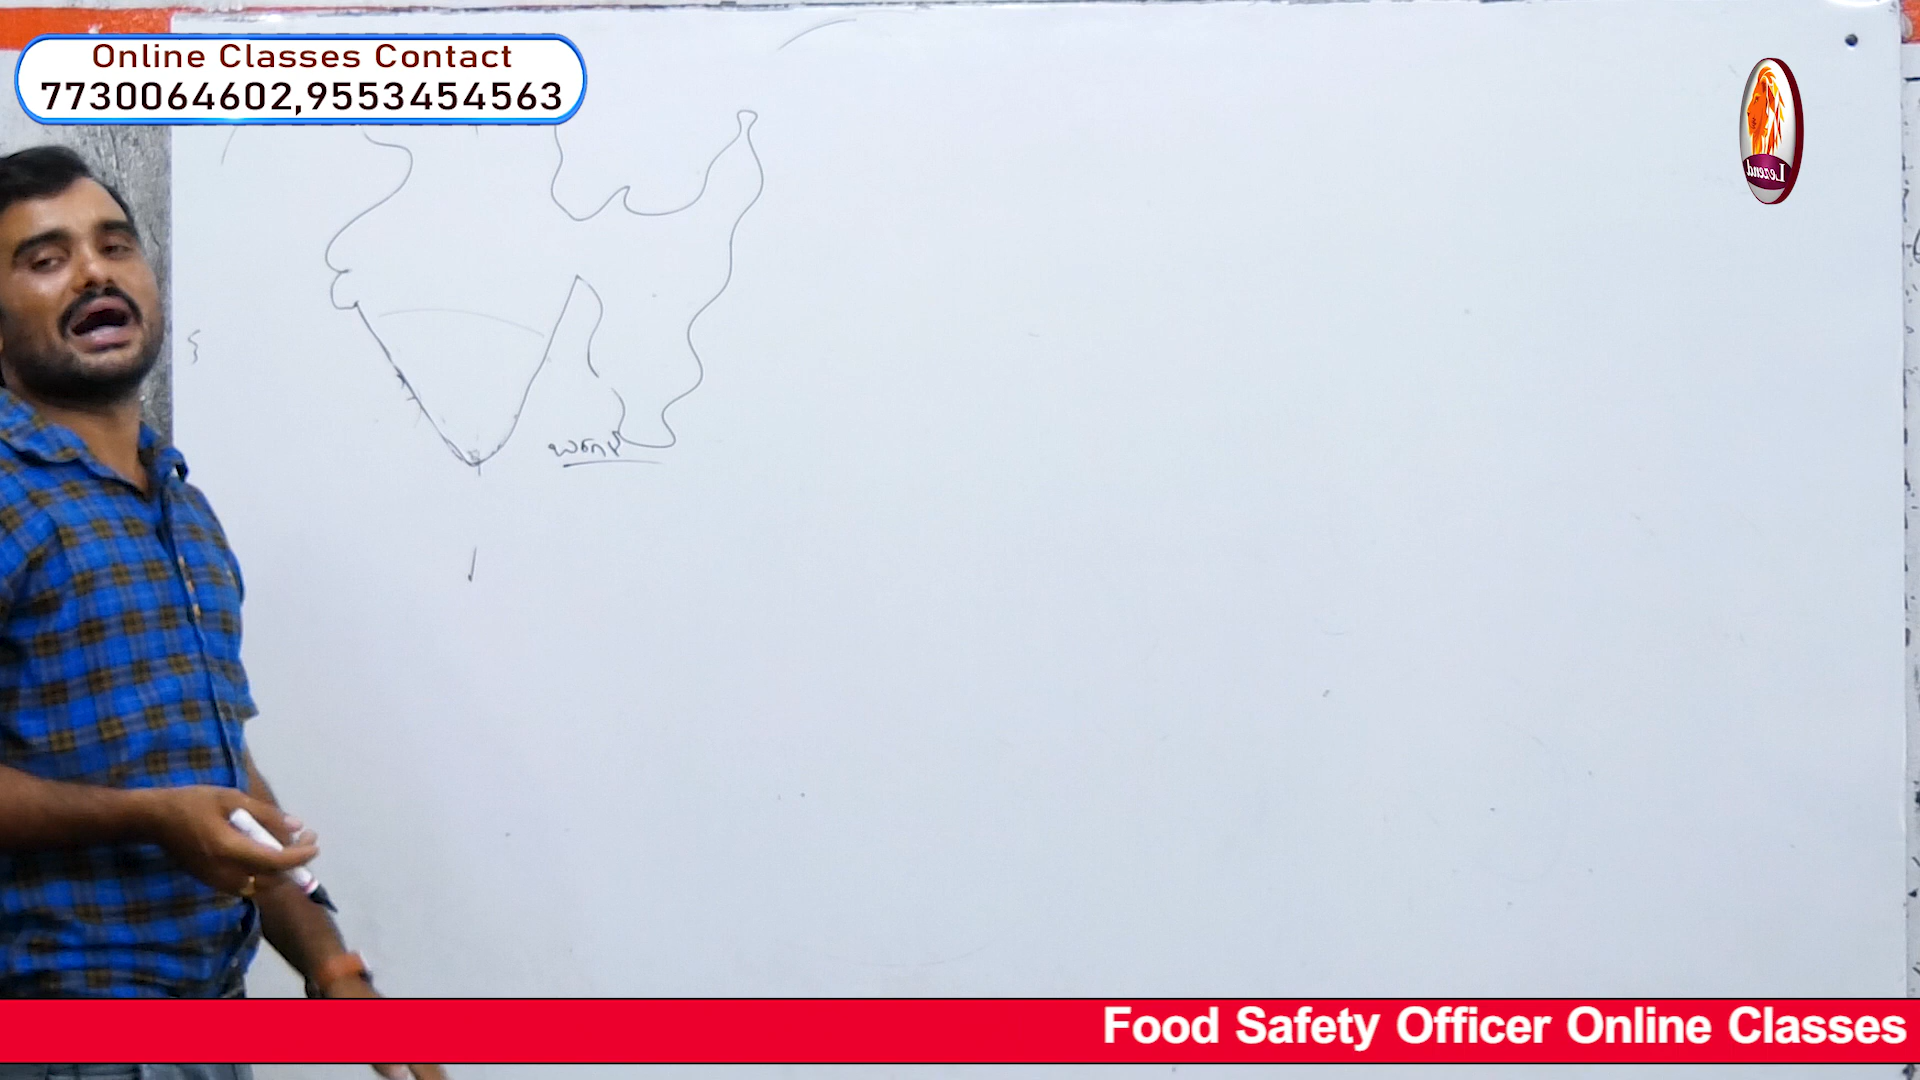 Online Classes Contact
7730064602,9553454563
Legend
Food Safety Officer Online Classes